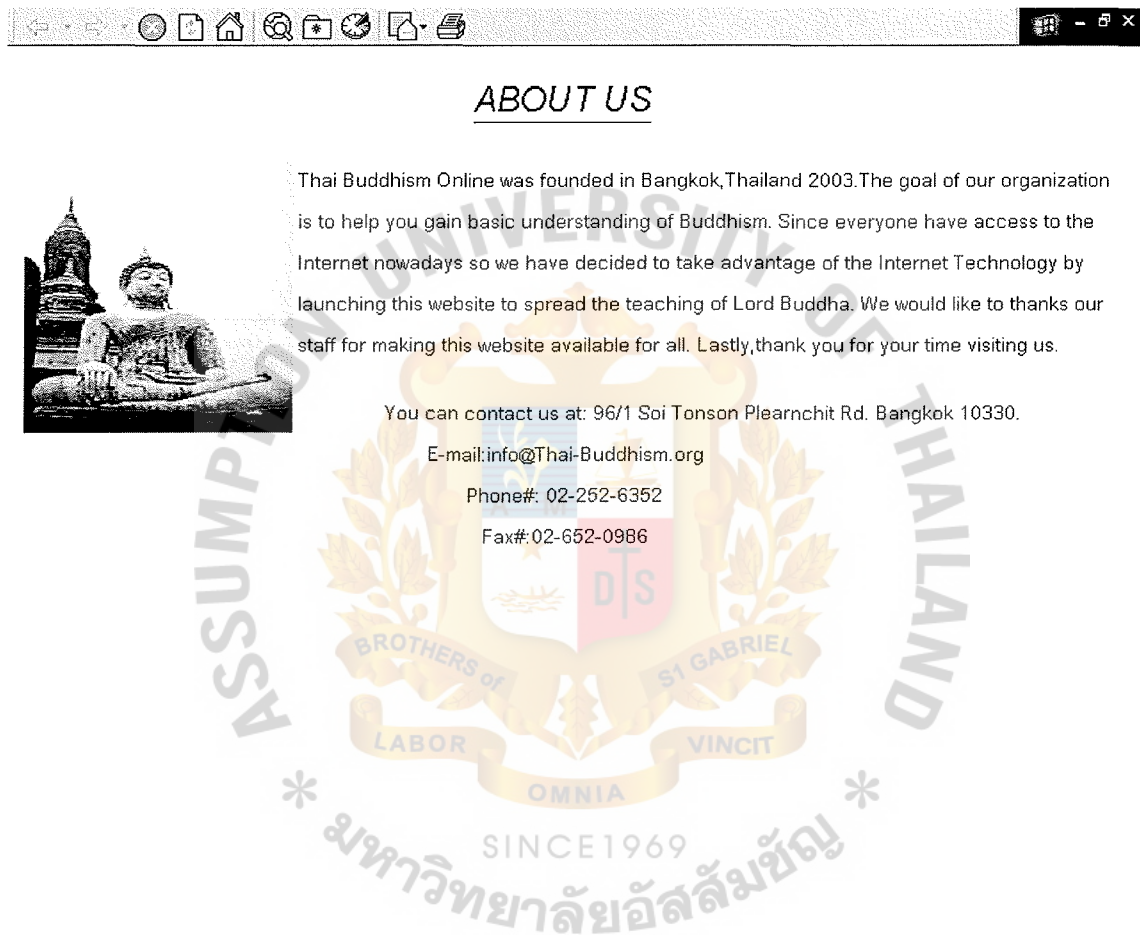 ABOUT US
Thai Buddhism Online was founded in Bangkok,Thailand 2003.The goal of our organization
is to help you gain basic understanding of Buddhism. Since everyone have access to the
Internet nowadays so we have decided to take advantage of the Internet Technology by
launching this website to spread the teaching of Lord Buddha. We would like to thanks our
staff for making this website available for all. Lastly,thank you for your time visiting us.
You can contact us at: 96/1 Soi Tonson Plearnchit Rd. Bangkok 10330.
E-mail:info@Thai-Buddhism.org
Phone#: 02-252-6352
Fax#:02-652-0986
ASSUMPTION UNIVERSITY OF THAILAND
A M
D S
BROTHERS of ST GABRIEL
LABOR VINCIT
OMNIA
SINCE1969
* มหาวิทยาลัยอัสสัมชัญ *